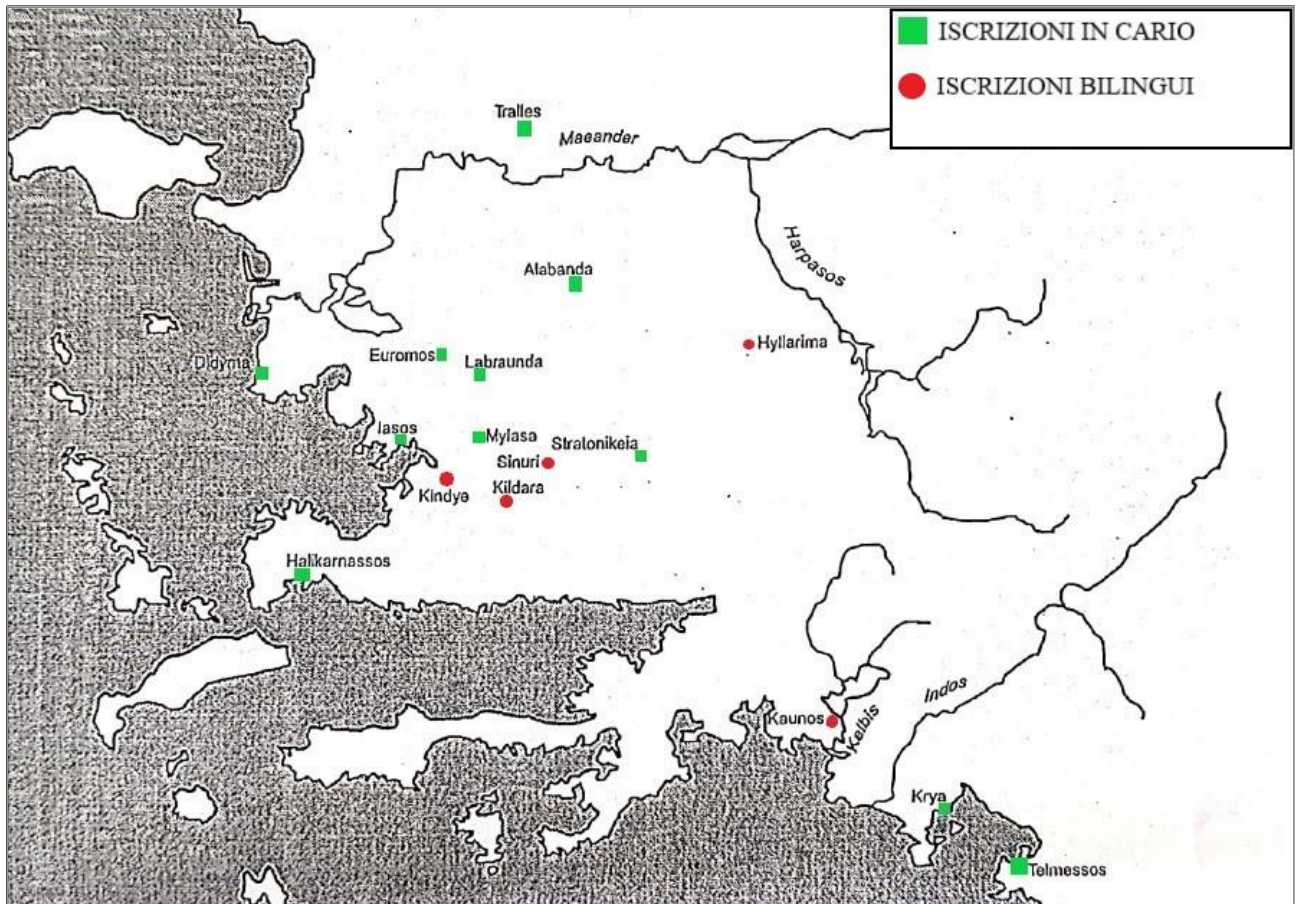 ISCRIZIONI IN CARIO
ISCRIZIONI BILINGUI
Tralles
Maeander
Harpasos
Alabanda
Hyllarima
Euromos
Labraunda
Didyma
Iasos
Mylasa
Stratonikeia
Sinuri
Kindye
Kildara
Halikarnassos
Indos
Kaunos
Kelbis
Krya
Telmessos